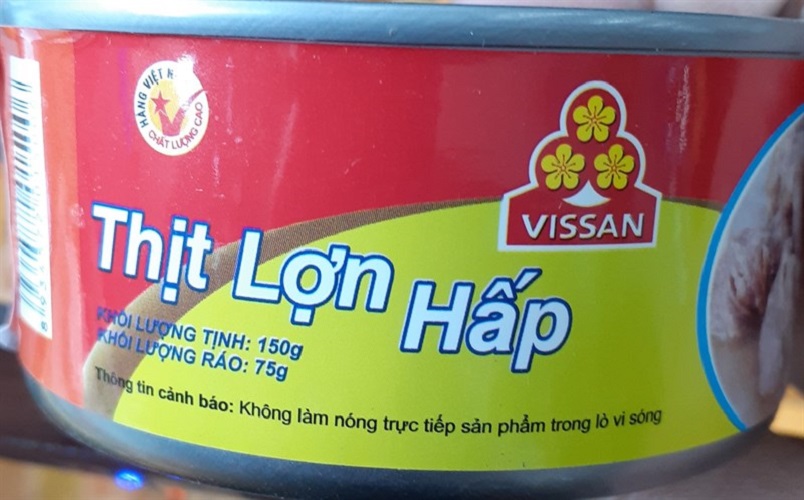 HÀNG VIỆT N
CHẤT LƯỢNG CAO
VISSAN
Thịt Lợn Hấp
KHỐI LƯỢNG TỊNH: 150g
KHỐI LƯỢNG RÁO: 75g
Thông tin cảnh báo: Không làm nóng trực tiếp sản phẩm trong lò vi sóng